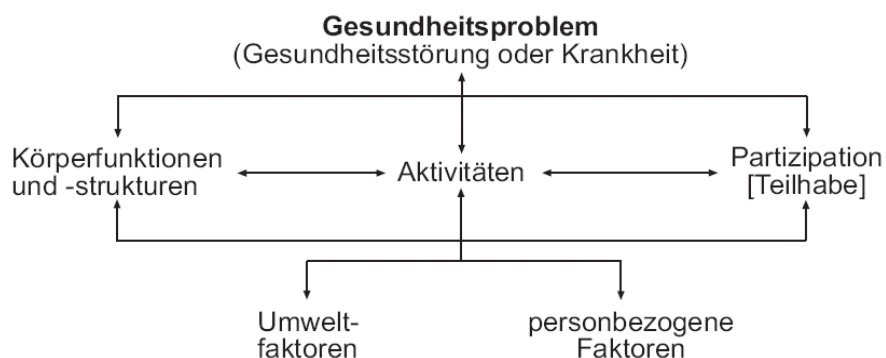 Gesundheitsproblem
(Gesundheitsstörung oder Krankheit)
Körperfunktionen
und -strukturen
Aktivitäten
Partizipation
[Teilhabe]
Umwelt-
faktoren
personbezogene
Faktoren